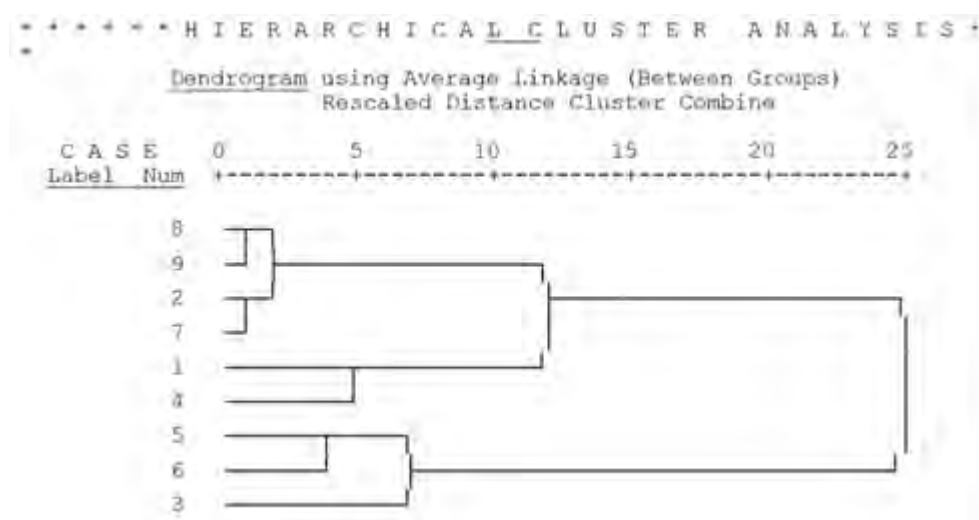 * * * * * * H I E R A R C H I C A L C L U S T E R A N A L Y S I S *
*
Dendrogram using Average Linkage (Between Groups)
Rescaled Distance Cluster Combine
C A S E 0 5 10 15 20 25
Label Num +---------+---------+---------+---------+---------+
8
9
2
7
1
4
5
6
3